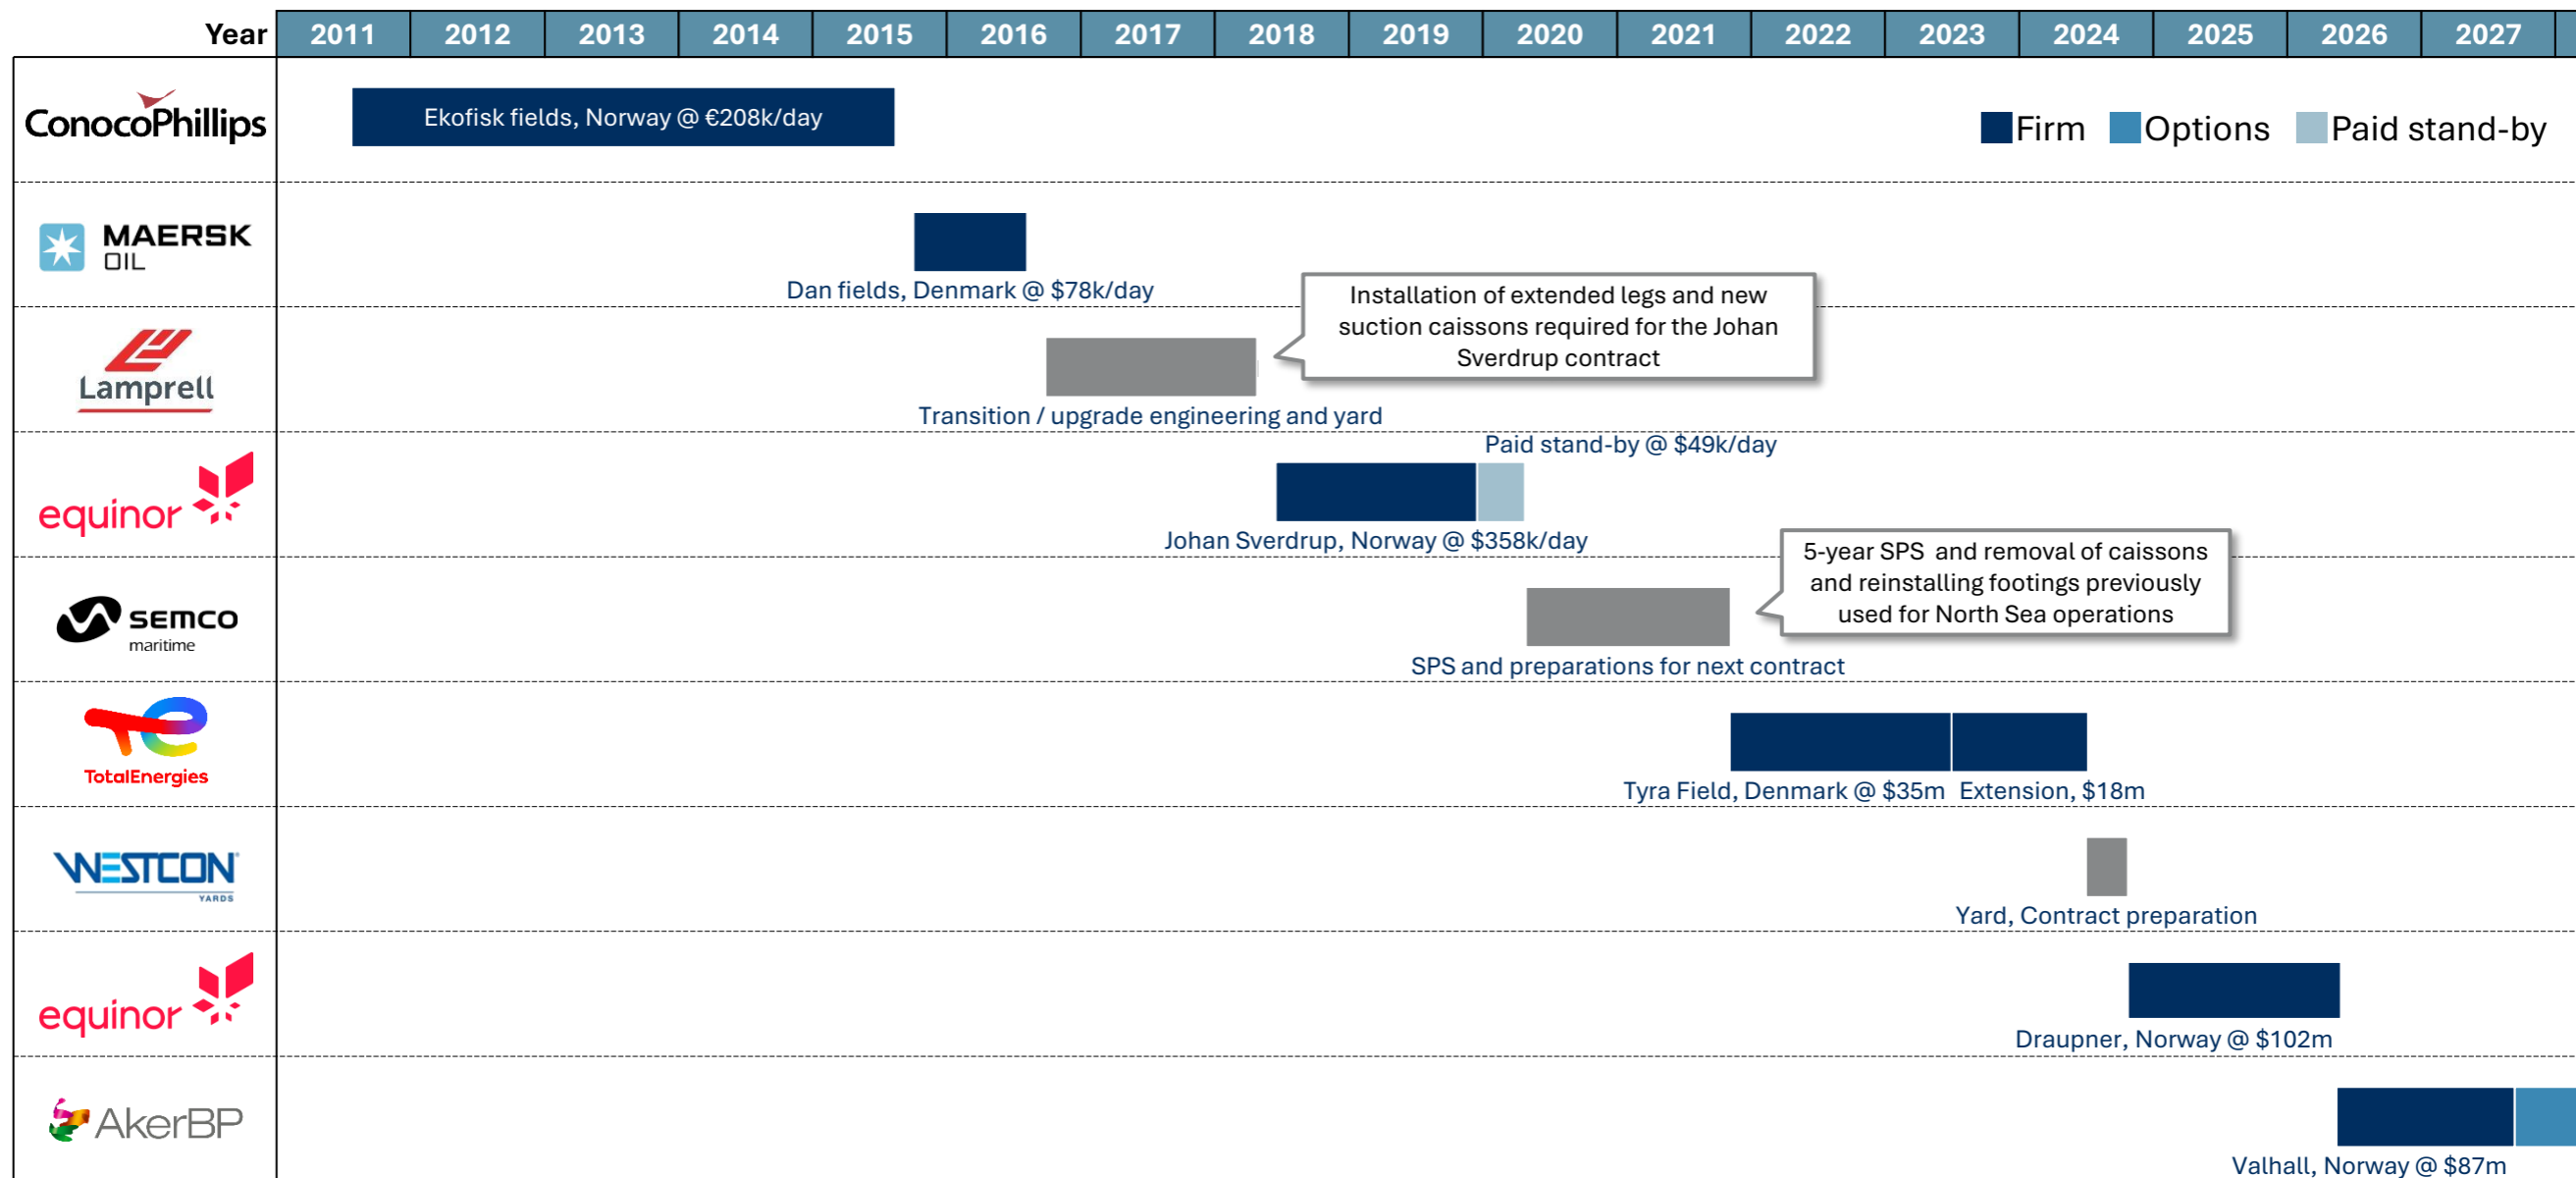 Year 2011 2012 2013 2014 2015 2016 2017 2018 2019 2020 2021 2022 2023 2024 2025 2026 2027
ConocoPhillips
Ekofisk fields, Norway @ €208k/day
Firm Options Paid stand-by
MAERSK
OIL
Dan fields, Denmark @ $78k/day
Installation of extended legs and new
suction caissons required for the Johan
Sverdrup contract
Lamprell
Transition / upgrade engineering and yard
Paid stand-by @ $49k/day
equinor
Johan Sverdrup, Norway @ $358k/day
5-year SPS and removal of caissons
and reinstalling footings previously
used for North Sea operations
semco
maritime
SPS and preparations for next contract
TotalEnergies
Tyra Field, Denmark @ $35m Extension, $18m
WESTCON
YARDS
Yard, Contract preparation
equinor
Draupner, Norway @ $102m
AkerBP
Valhall, Norway @ $87m